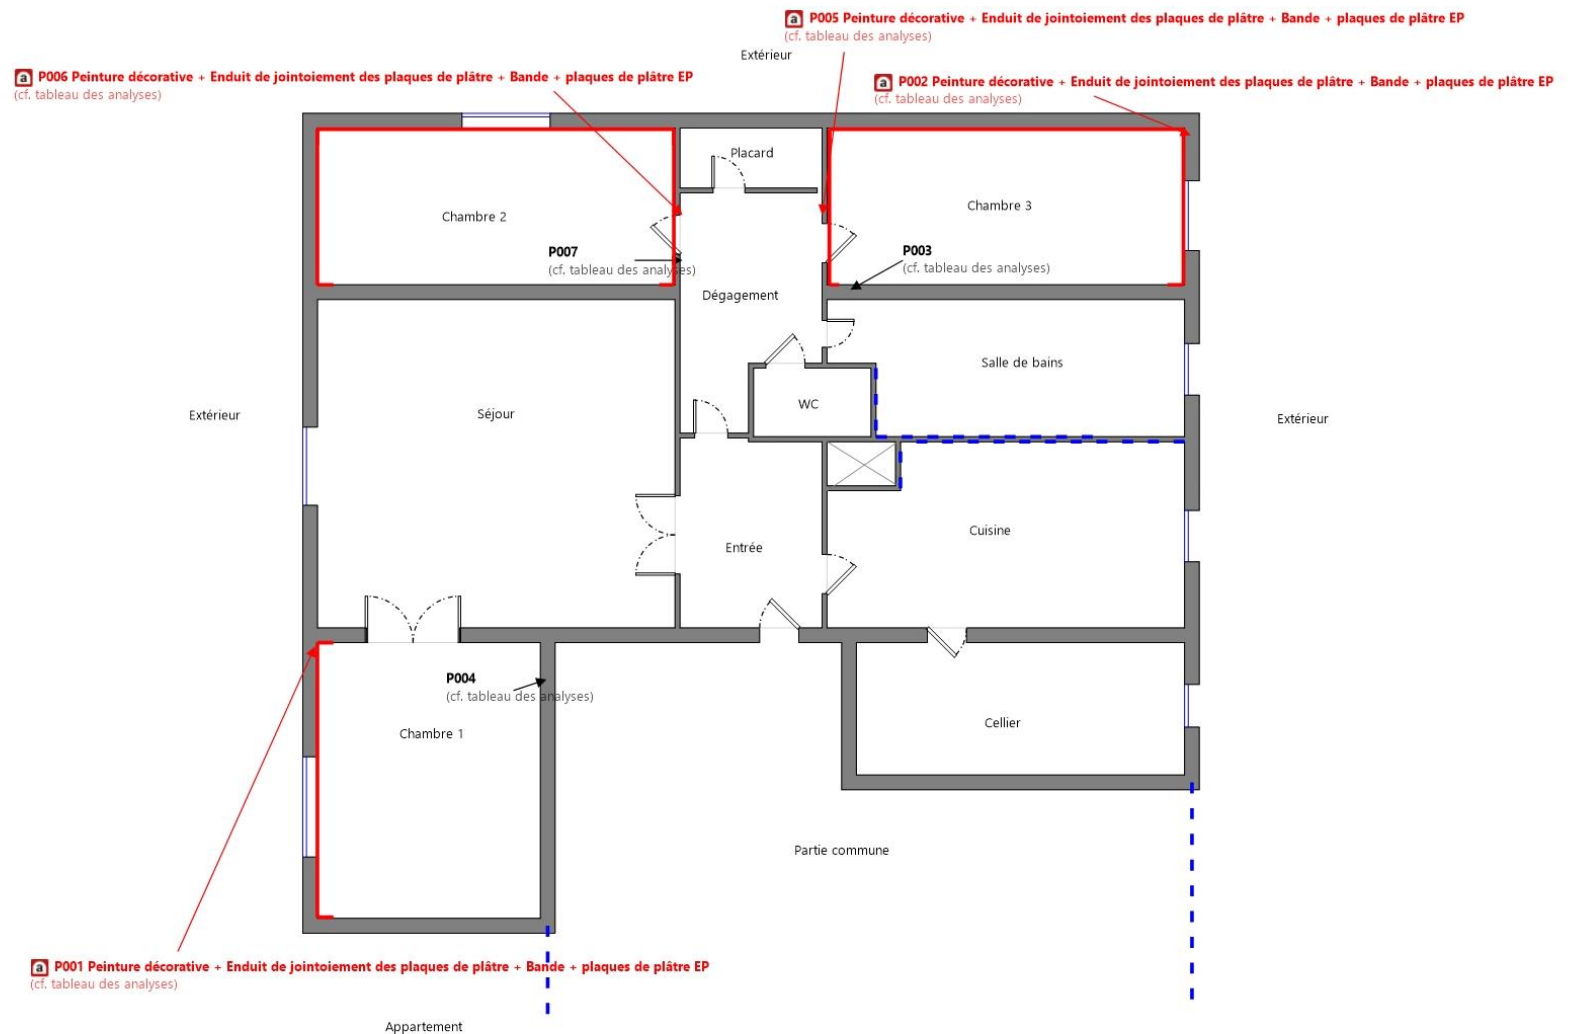 a P005 Peinture décorative + Enduit de jointoiement des plaques de plâtre + Bande + plaques de plâtre EP
(cf. tableau des analyses)
Extérieur
a P006 Peinture décorative + Enduit de jointoiement des plaques de plâtre + Bande + plaques de plâtre EP
(cf. tableau des analyses)
a P002 Peinture décorative + Enduit de jointoiement des plaques de plâtre + Bande + plaques de plâtre EP
(cf. tableau des analyses)
Placard
Chambre 2
Chambre 3
P007
(cf. tableau des analyses)
P003
(cf. tableau des analyses)
Dégagement
Salle de bains
WC
Extérieur
Séjour
Extérieur
Cuisine
Entrée
P004
(cf. tableau des analyses)
Chambre 1
Cellier
Partie commune
a P001 Peinture décorative + Enduit de jointoiement des plaques de plâtre + Bande + plaques de plâtre EP
(cf. tableau des analyses)
Appartement